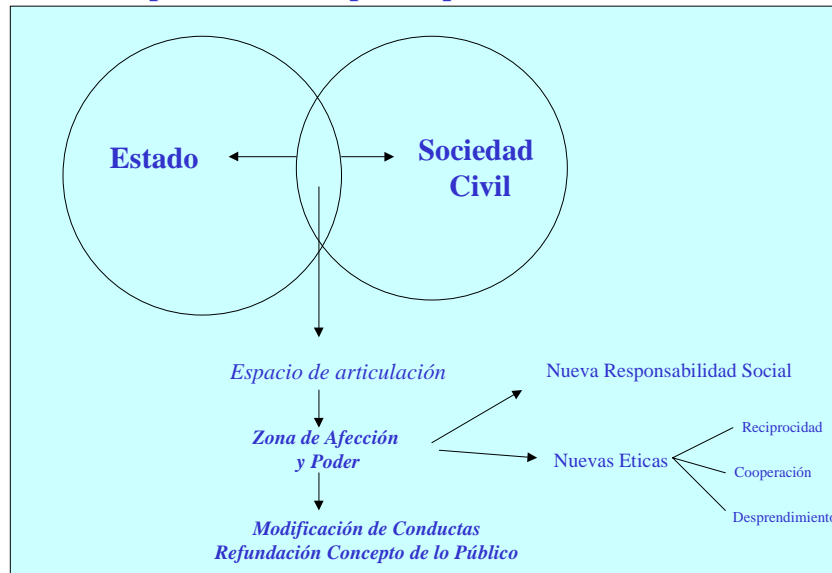 Estado
Sociedad
Civil
Espacio de articulación
Nueva Responsabilidad Social
Zona de Afección
y Poder
Reciprocidad
Nuevas Eticas
Cooperación
Desprendimiento
Modificación de Conductas
Refundación Concepto de lo Público